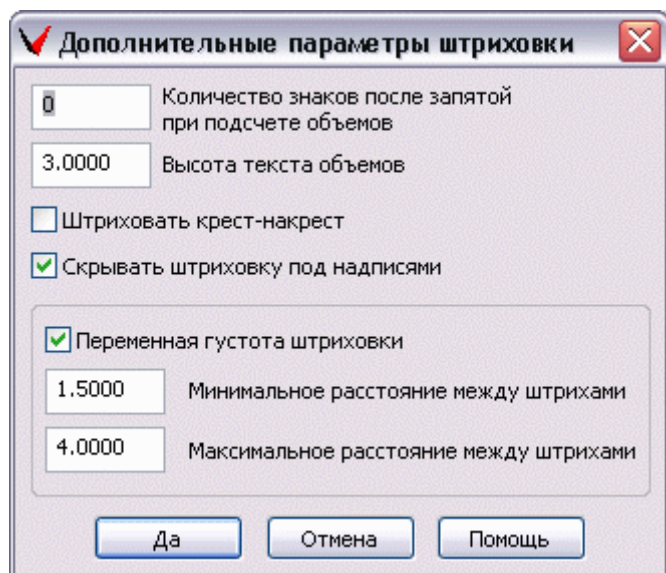 Дополнительные параметры штриховки
0
Количество знаков после запятой
при подсчете объемов
3.0000 Высота текста объемов
Штриховать крест-накрест
Скрывать штриховку под надписями
Переменная густота штриховки
1.5000 Минимальное расстояние между штрихами
4.0000 Максимальное расстояние между штрихами
Да Отмена Помощь